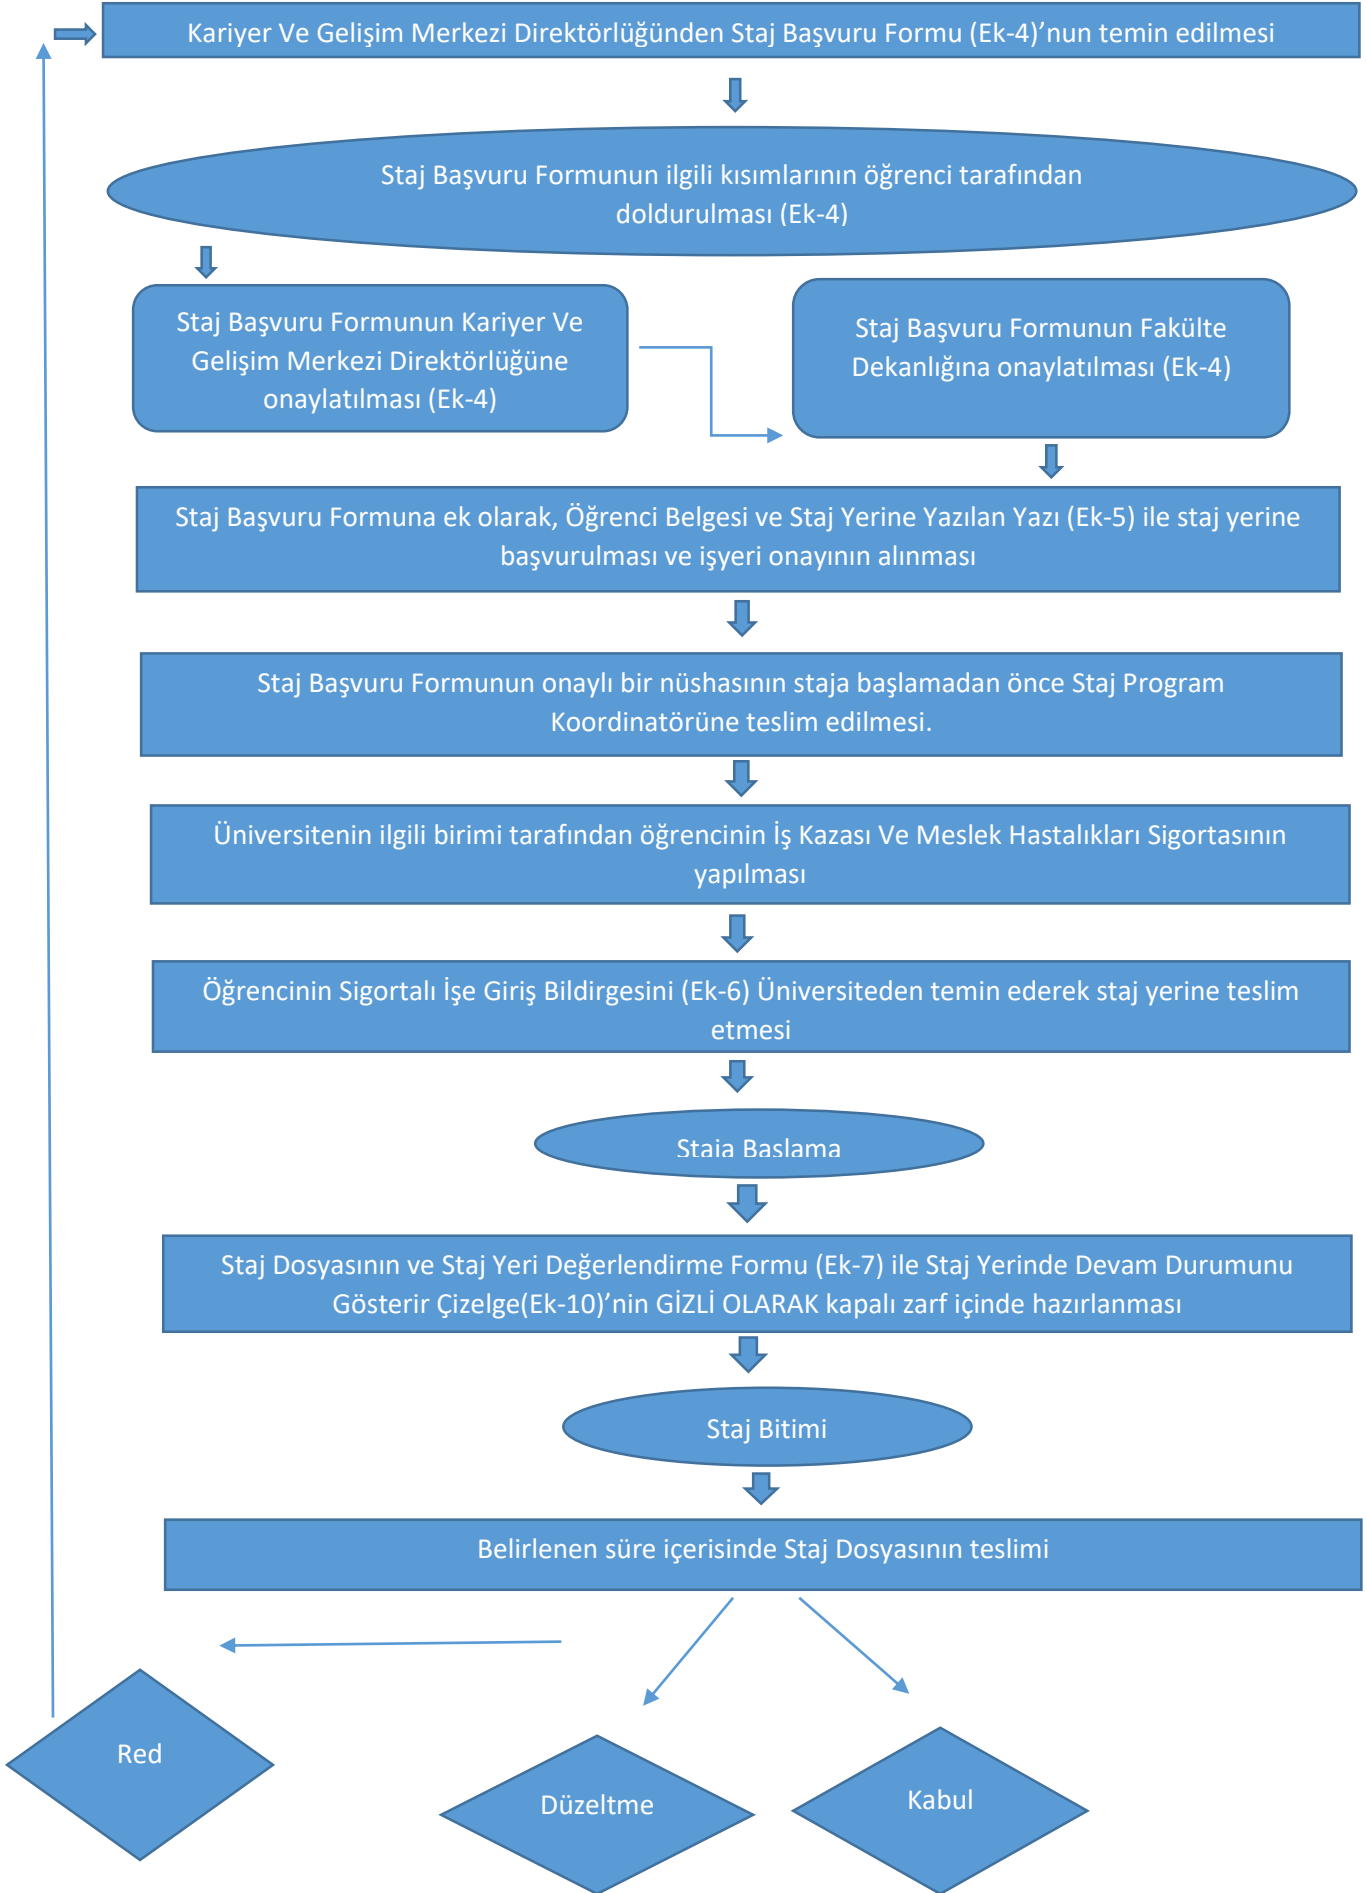 Kariyer Ve Gelişim Merkezi Direktörlüğünden Staj Başvuru Formu (Ek-4)’nun temin edilmesi
Staj Başvuru Formunun ilgili kısımlarının öğrenci tarafından
doldurulması (Ek-4)
Staj Başvuru Formunun Kariyer Ve
Gelişim Merkezi Direktörlüğüne
onaylatılması (Ek-4)
Staj Başvuru Formunun Fakülte
Dekanlığına onaylatılması (Ek-4)
Staj Başvuru Formuna ek olarak, Öğrenci Belgesi ve Staj Yerine Yazılan Yazı (Ek-5) ile staj yerine
başvurulması ve işyeri onayının alınması
Staj Başvuru Formunun onaylı bir nüshasının staja başlamadan önce Staj Program
Koordinatörüne teslim edilmesi.
Üniversitenin ilgili birimi tarafından öğrencinin İş Kazası Ve Meslek Hastalıkları Sigortasının
yapılması
Öğrencinin Sigortalı İşe Giriş Bildirgesini (Ek-6) Üniversiteden temin ederek staj yerine teslim
etmesi
Staja Başlama
Staj Dosyasının ve Staj Yeri Değerlendirme Formu (Ek-7) ile Staj Yerinde Devam Durumunu
Gösterir Çizelge(Ek-10)’nin GİZLİ OLARAK kapalı zarf içinde hazırlanması
Staj Bitimi
Belirlenen süre içerisinde Staj Dosyasının teslimi
Red
Düzeltme
Kabul